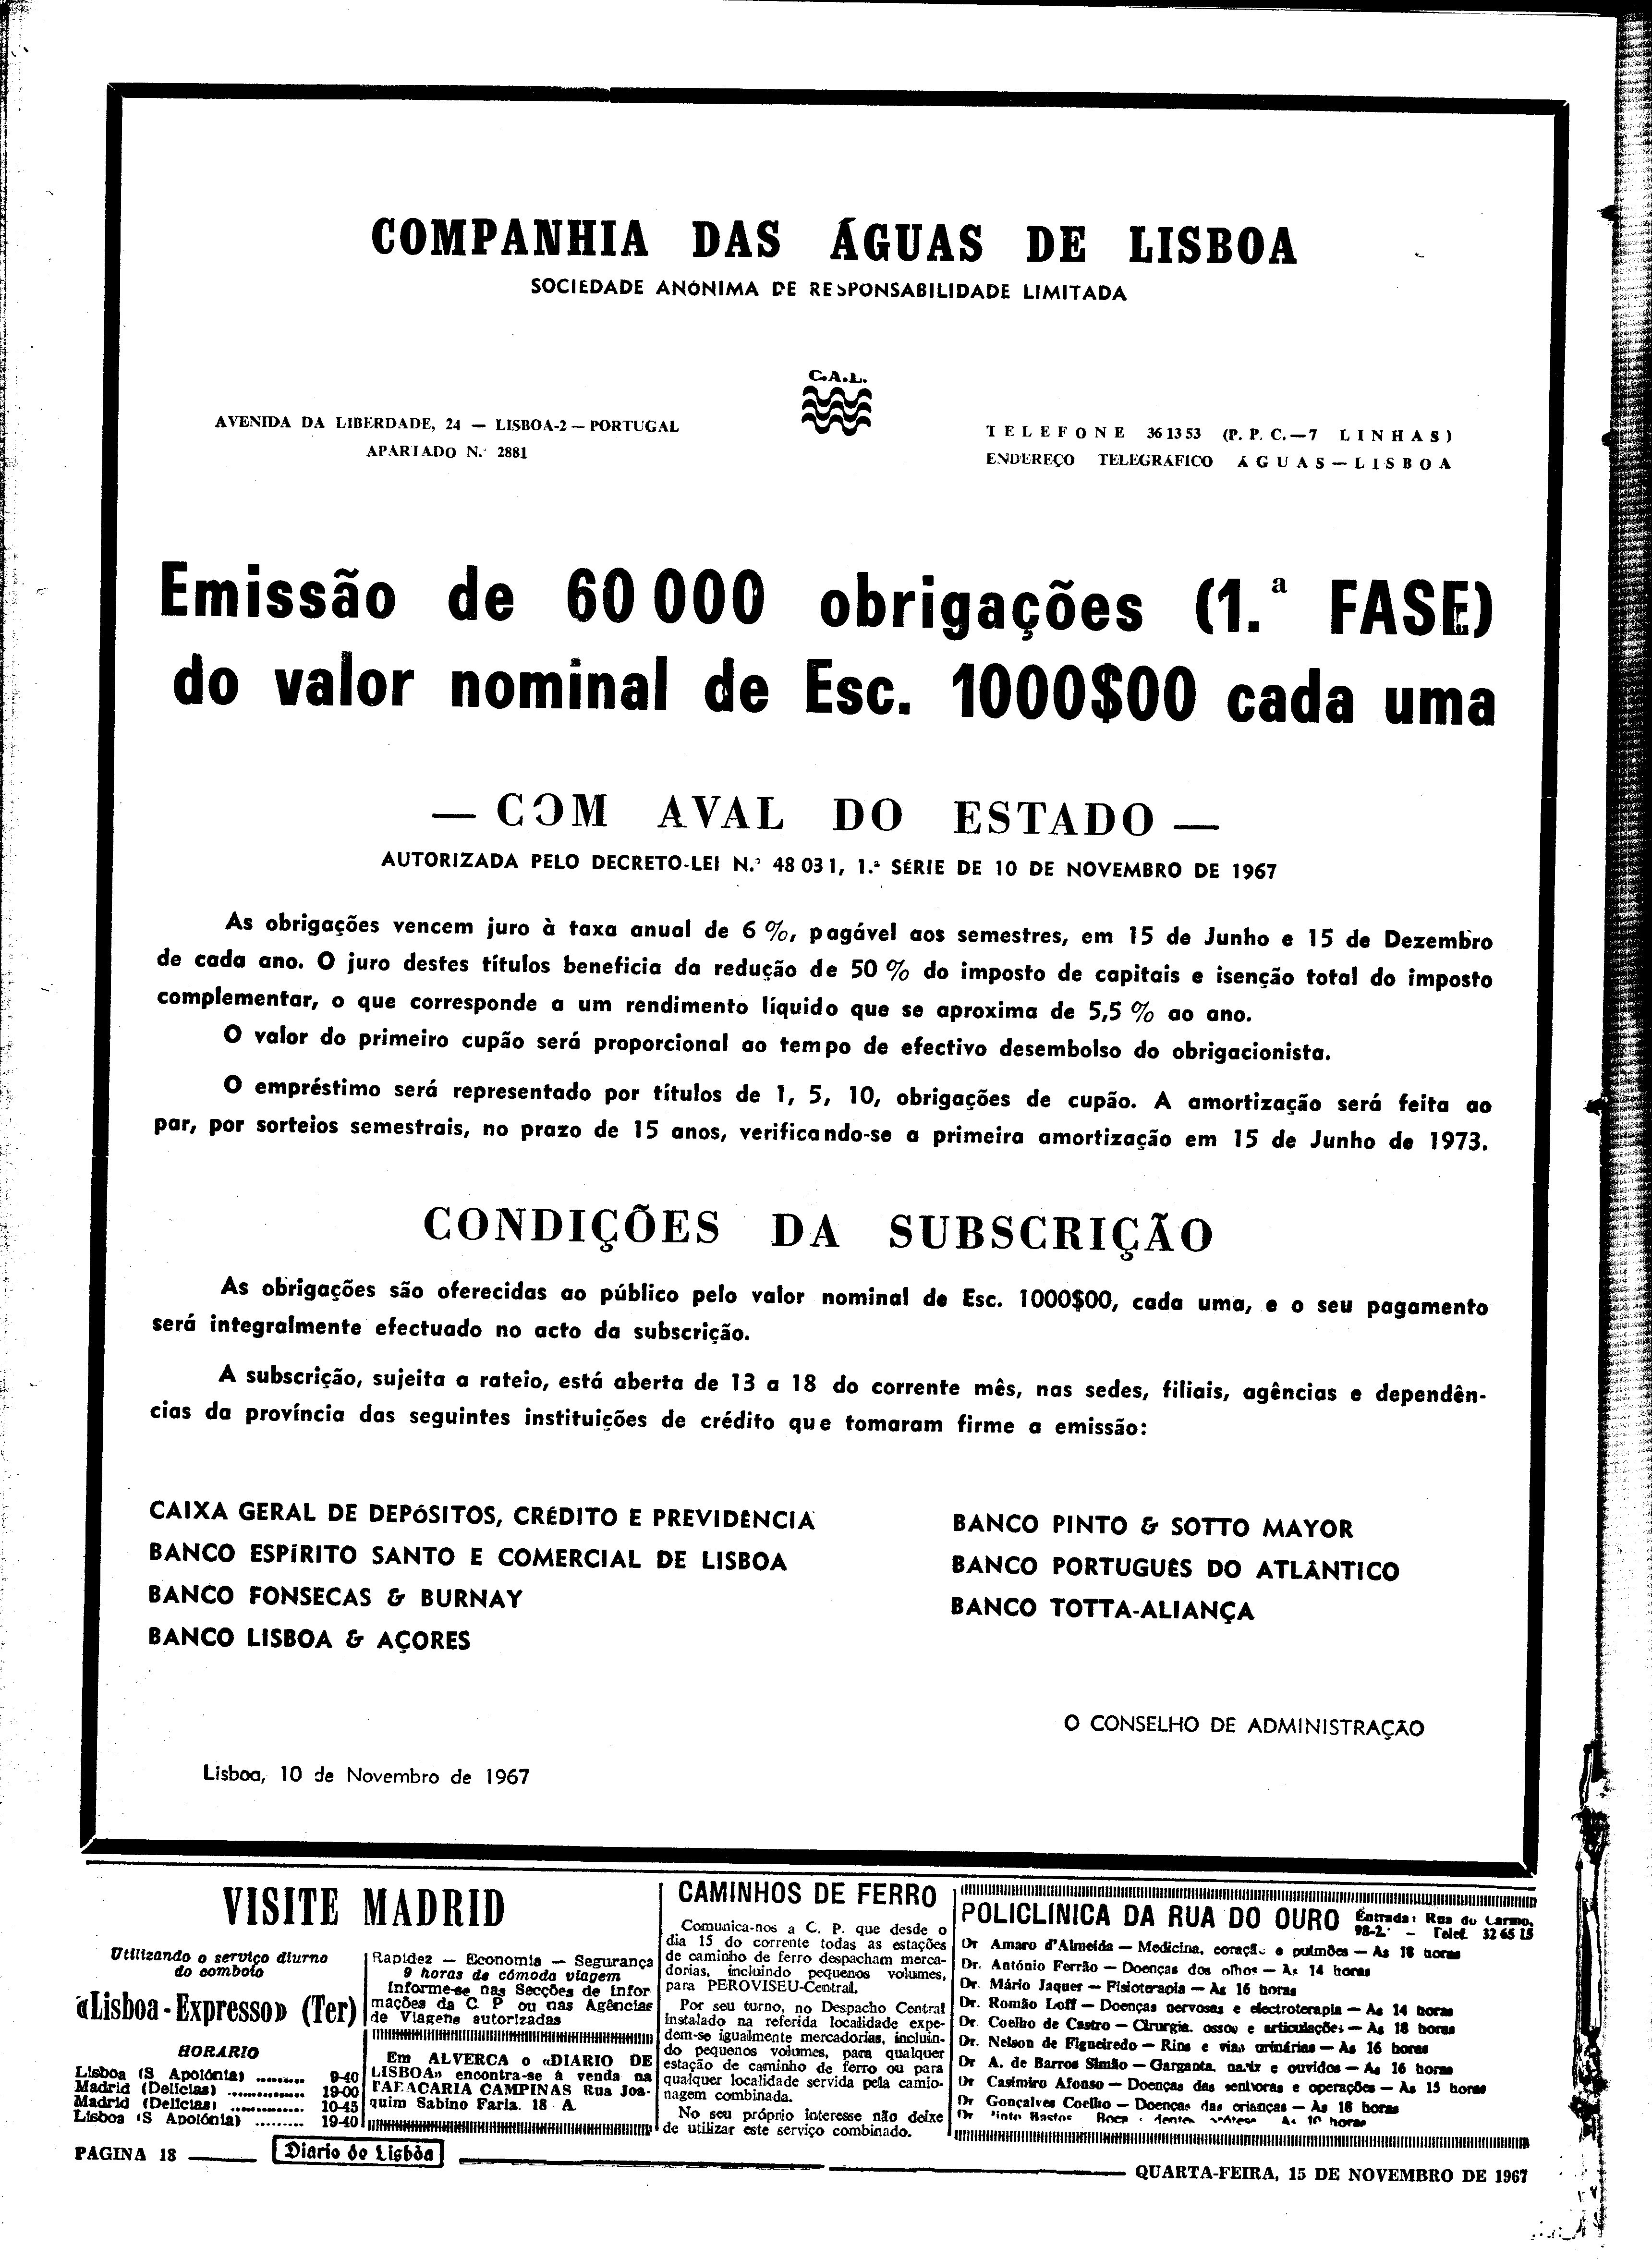 COMPANHIA DAS ÁGUAS DE LISBOA
SOCIEDADE ANÓNIMA DE RESPONSABILIDADE LIMITADA
C.A.L.
AVENIDA DA LIBERDADE, 24 — LISBOA-2 — PORTUGAL
APARTADO N.º 2881
TELEFONE 36 13 53 (P. P. C.—7 LINHAS)
ENDEREÇO TELEGRÁFICO ÁGUAS—LISBOA
Emissão de 60 000 obrigações (1.ª FASE)
do valor nominal de Esc. 1000$00 cada uma
— COM AVAL DO ESTADO —
AUTORIZADA PELO DECRETO-LEI N.º 48 031, 1.ª SÉRIE DE 10 DE NOVEMBRO DE 1967
As obrigações vencem juro à taxa anual de 6 %, pagável aos semestres, em 15 de Junho e 15 de Dezembro
de cada ano. O juro destes títulos beneficia da redução de 50 % do imposto de capitais e isenção total do imposto
complementar, o que corresponde a um rendimento líquido que se aproxima de 5,5 % ao ano.
O valor do primeiro cupão será proporcional ao tempo de efectivo desembolso do obrigacionista.
O empréstimo será representado por títulos de 1, 5, 10, obrigações de cupão. A amortização será feita ao
par, por sorteios semestrais, no prazo de 15 anos, verificando-se a primeira amortização em 15 de Junho de 1973.
CONDIÇÕES DA SUBSCRIÇÃO
As obrigações são oferecidas ao público pelo valor nominal de Esc. 1000$00, cada uma, e o seu pagamento
será integralmente efectuado no acto da subscrição.
A subscrição, sujeita a rateio, está aberta de 13 a 18 do corrente mês, nas sedes, filiais, agências e dependên-
cias da província das seguintes instituições de crédito que tomaram firme a emissão:
CAIXA GERAL DE DEPÓSITOS, CRÉDITO E PREVIDÊNCIA
BANCO ESPÍRITO SANTO E COMERCIAL DE LISBOA
BANCO FONSECAS & BURNAY
BANCO LISBOA & AÇORES
BANCO PINTO & SOTTO MAYOR
BANCO PORTUGUÊS DO ATLÂNTICO
BANCO TOTTA-ALIANÇA
O CONSELHO DE ADMINISTRAÇÃO
Lisboa, 10 de Novembro de 1967
VISITE MADRID
Utilizando o serviço diurno
do comboio
«Lisboa-Expresso» (Ter)
HORARIO
Lisboa (S Apolónia) ......... 9-40
Madrid (Delícias) .............. 19-00
Madrid (Delícias) .............. 10-45
Lisboa (S Apolónia) ......... 19-40
Rapidez — Economia — Segurança
9 horas de cómoda viagem
Informe-se nas Secções de Infor
mações da C P ou nas Agências
de Viagens autorizadas
Em ALVERCA o «DIARIO DE
LISBOA» encontra-se à venda na
TABACARIA CAMPINAS Rua Joa-
quim Sabino Faria, 18 A
CAMINHOS DE FERRO
Comunica-nos a C. P. que desde o
dia 15 do corrente todas as estações
de caminho de ferro despacham merca-
dorias, incluindo pequenos volumes,
para PEROVISEU-Central.
Por seu turno, no Despacho Central
instalado na referida localidade expe-
dem-se igualmente mercadorias, incluin-
do pequenos volumes, para qualquer
estação de caminho de ferro ou para
qualquer localidade servida pela camio-
nagem combinada.
No seu próprio interesse não deixe
de utilizar este serviço combinado.
POLICLINICA DA RUA DO OURO
Entrada: Rua do Carmo,
98-2.º — Telef. 32 65 15
Dr Amaro d'Almeida — Medicina, coração e pulmões — As 18 horas
Dr. António Ferrão — Doenças dos olhos — As 14 horas
Dr. Mário Jaquer — Fisioterapia — As 16 horas
Dr. Romão Loff — Doenças nervosas e electroterapia — As 14 horas
Dr. Coelho de Castro — Cirurgia, ossos e articulações — As 18 horas
Dr. Nelson de Figueiredo — Rins e vias urinárias — As 16 horas
Dr A. de Barros Simão — Garganta, nariz e ouvidos — As 16 horas
Dr Casimiro Afonso — Doenças das senhoras e operações — As 15 horas
Dr Gonçalves Coelho — Doenças das crianças — As 18 horas
Dr Pinto Bastos Boca dentes horas
PAGINA 18
Diario de Lisbôa
QUARTA-FEIRA, 15 DE NOVEMBRO DE 1967